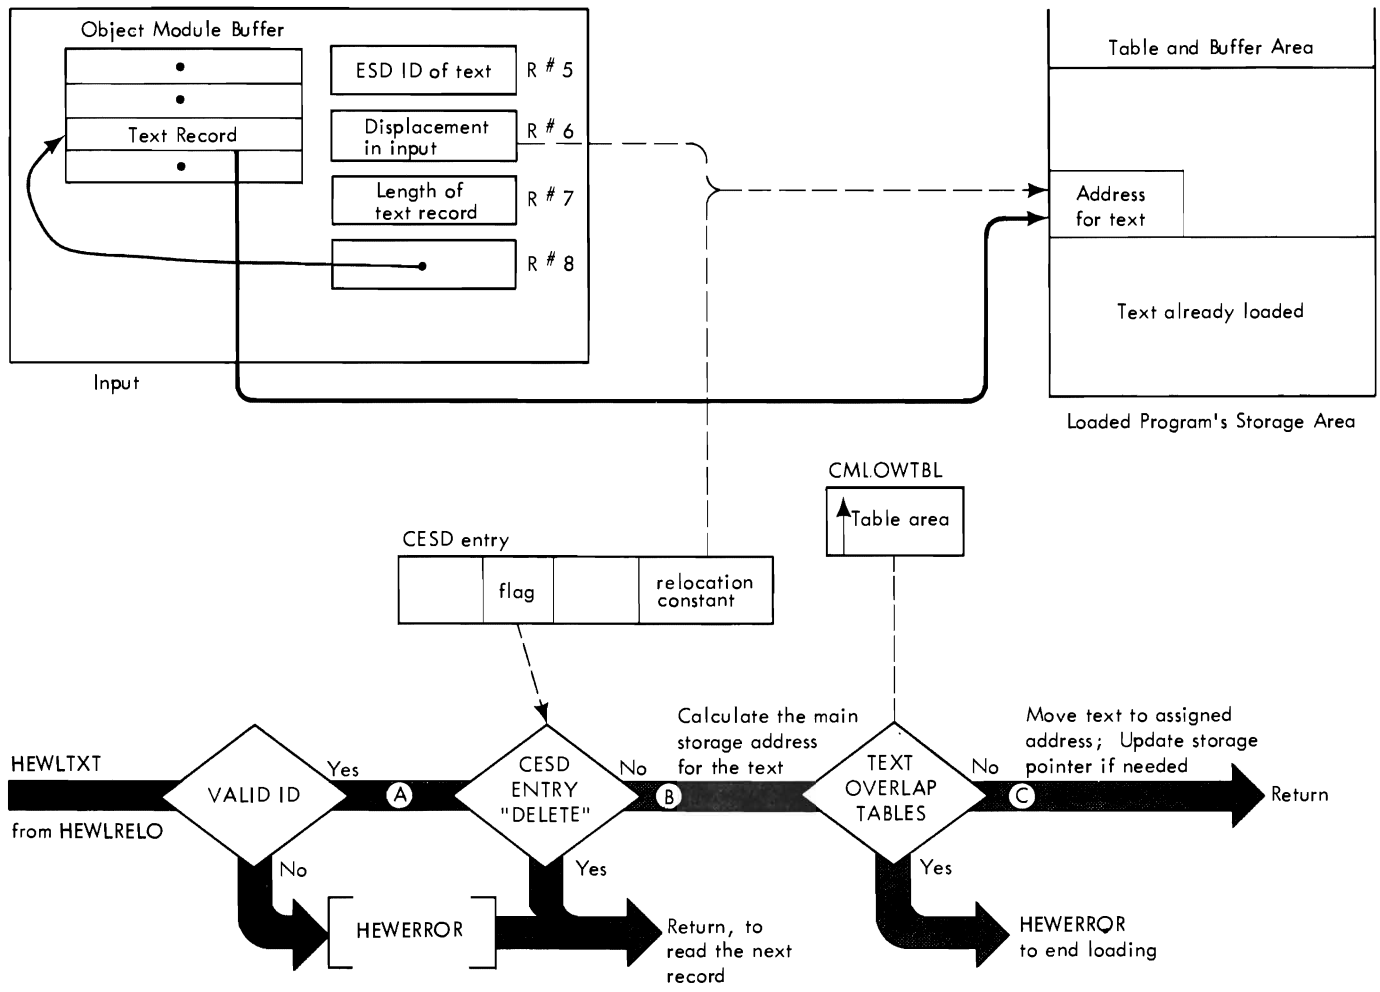 Object Module Buffer
Text Record
ESD ID of text
R # 5
Displacement
in input
R # 6
Length of
text record
R # 7
R # 8
Input
Table and Buffer Area
Address
for text
Text already loaded
Loaded Program's Storage Area
CMLOWTBL
Table area
CESD entry
flag
relocation
constant
HEWLTXT
from HEWLRELO
VALID ID
Yes
A
No
HEWERROR
CESD
ENTRY
"DELETE"
No
B
Yes
Return, to
read the next
record
Calculate the main
storage address
for the text
TEXT
OVERLAP
TABLES
No
C
Yes
HEWERROR
to end loading
Move text to assigned
address; Update storage
pointer if needed
Return